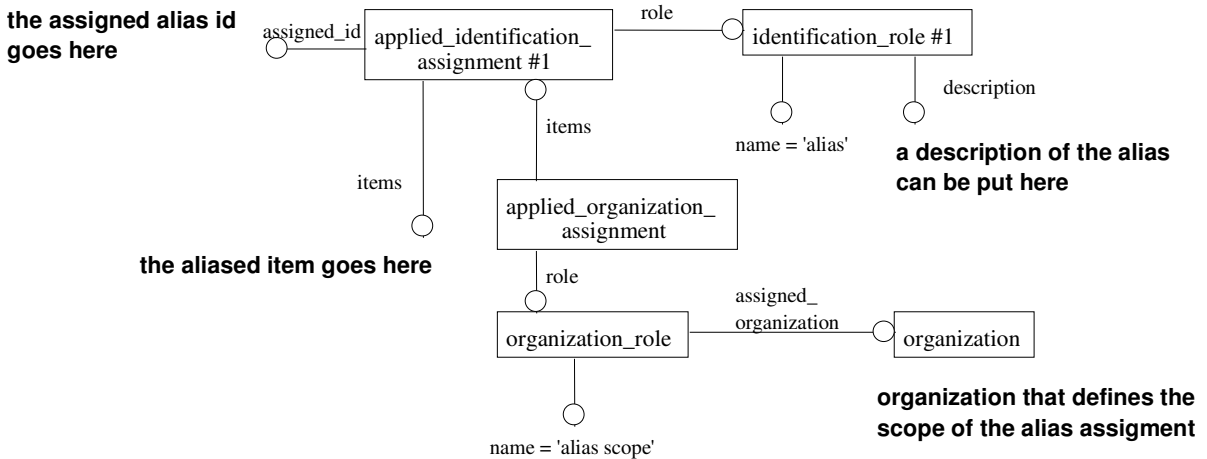 the assigned alias id
goes here
assigned_id
applied_identification_
assignment #1
role
identification_role #1
description
name = 'alias'
a description of the alias
can be put here
items
items
applied_organization_
assignment
the aliased item goes here
role
assigned_
organization
organization_role
organization
organization that defines the
scope of the alias assigment
name = 'alias scope'